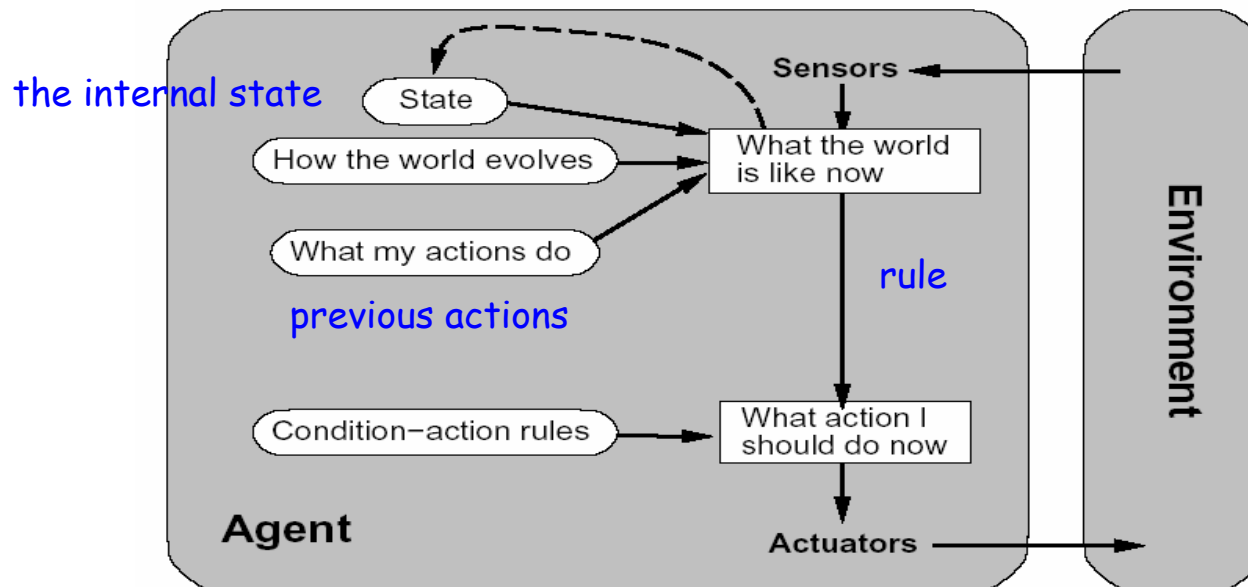 Sensors
the internal state
State
How the world evolves
What the world
is like now
What my actions do
previous actions
rule
Environment
Condition−action rules
What action I
should do now
Agent
Actuators